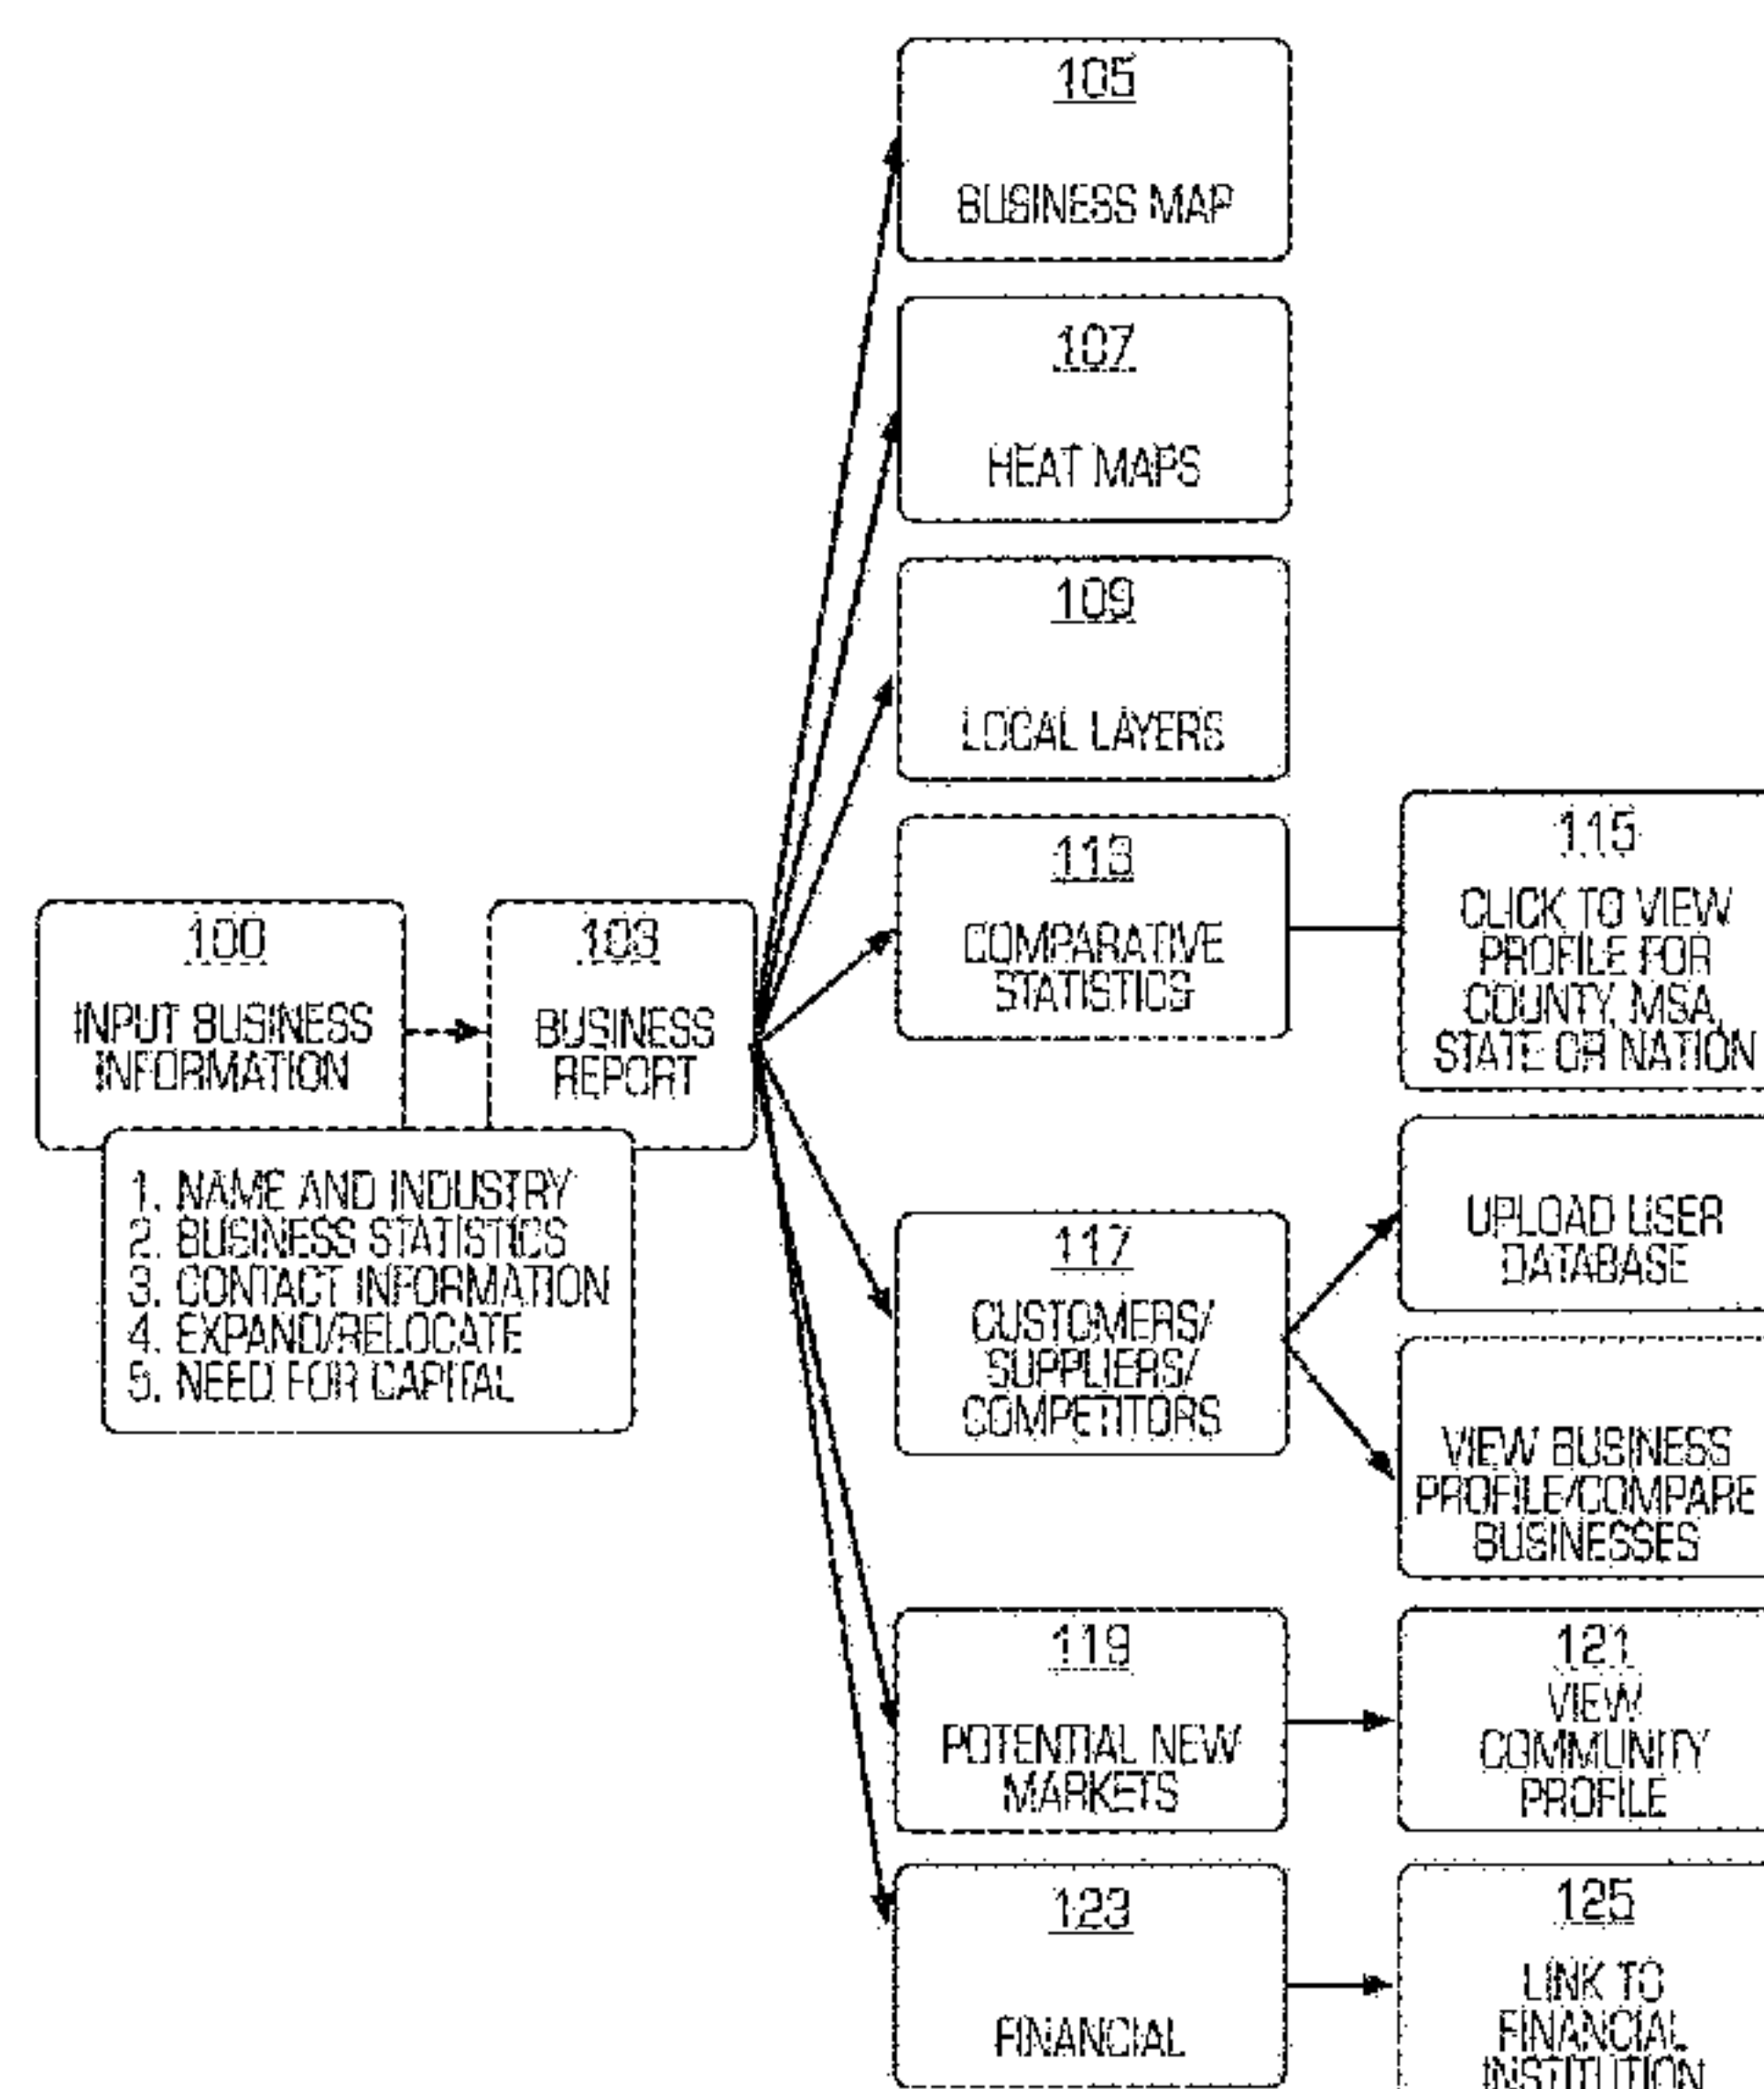 105
BUSINESS MAP
107
HEAT MAPS
109
LOCAL LAYERS
113
COMPARATIVE
STATISTICS
115
CLICK TO VIEW
PROFILE FOR
COUNTY, MSA,
STATE OR NATION
100
INPUT BUSINESS
INFORMATION
103
BUSINESS
REPORT
1. NAME AND INDUSTRY
2. BUSINESS STATISTICS
3. CONTACT INFORMATION
4. EXPAND/RELOCATE
5. NEED FOR CAPITAL
117
CUSTOMERS/
SUPPLIERS/
COMPETITORS
UPLOAD USER
DATABASE
VIEW BUSINESS
PROFILE/COMPARE
BUSINESSES
119
POTENTIAL NEW
MARKETS
121
VIEW
COMMUNITY
PROFILE
123
FINANCIAL
125
LINK TO
FINANCIAL
INSTITUTION